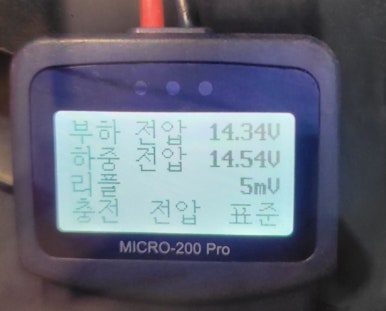 부하 전압 14.34V
하중 전압 14.54V
리플 5mV
충전 전압 표준
MICRO-200 Pro